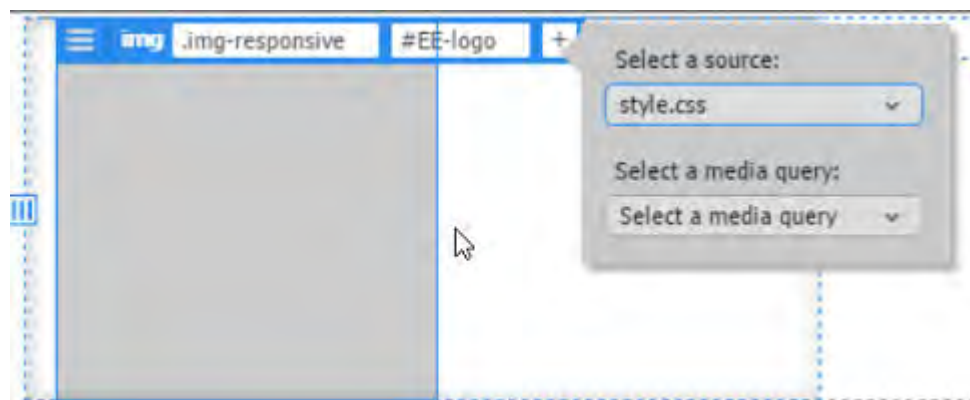 img .img-responsive #EE-logo +
Select a source:
style.css
Select a media query:
Select a media query